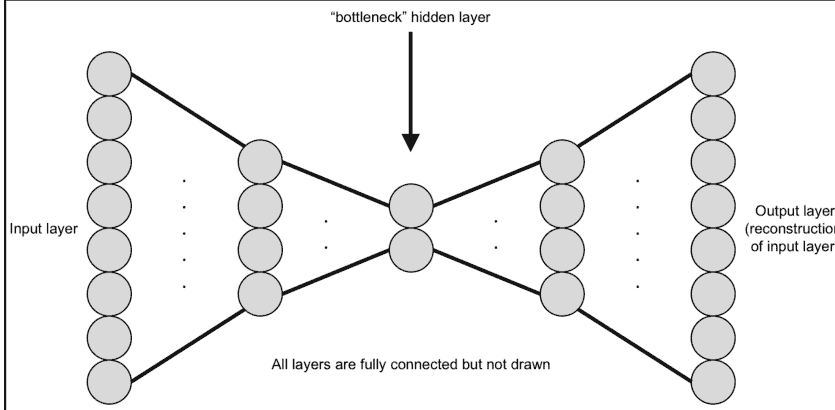 “bottleneck” hidden layer
Input layer
Output layer
(reconstruction
of input layer
All layers are fully connected but not drawn